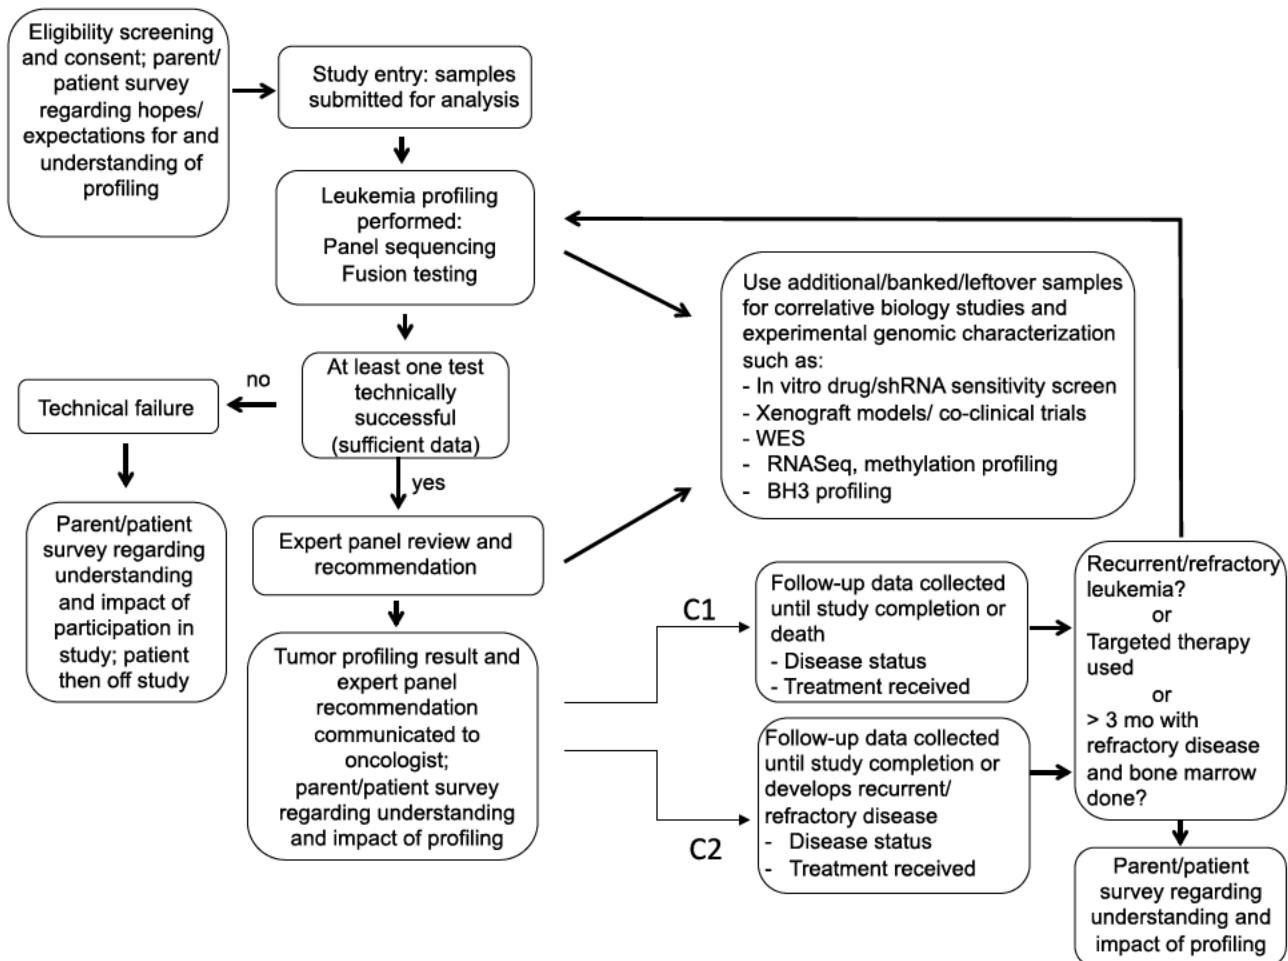 Eligibility screening
and consent; parent/
patient survey
regarding hopes/
expectations for and
understanding of
profiling
Study entry: samples
submitted for analysis
Leukemia profiling
performed:
Panel sequencing
Fusion testing
Use additional/banked/leftover samples
for correlative biology studies and
experimental genomic characterization
such as:
- In vitro drug/shRNA sensitivity screen
- Xenograft models/ co-clinical trials
- WES
- RNASeq, methylation profiling
- BH3 profiling
At least one test
technically
successful
(sufficient data)
no
Technical failure
yes
Parent/patient
survey regarding
understanding
and impact of
participation in
study; patient
then off study
Expert panel review and
recommendation
Tumor profiling result and
expert panel
recommendation
communicated to
oncologist;
parent/patient survey
regarding understanding
and impact of profiling
C1
Follow-up data collected
until study completion or
death
- Disease status
- Treatment received
C2
Follow-up data collected
until study completion or
develops recurrent/
refractory disease
- Disease status
- Treatment received
Recurrent/refractory
leukemia?
or
Targeted therapy
used
or
> 3 mo with
refractory disease
and bone marrow
done?
Parent/patient
survey regarding
understanding and
impact of profiling